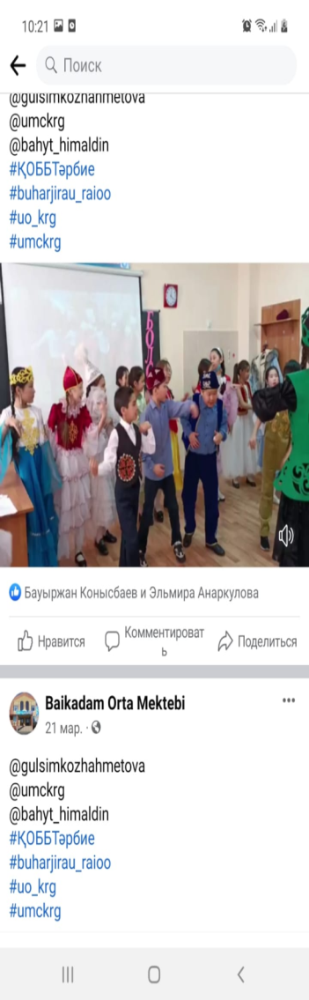 10:21
Поиск
@gulsimkozhahmetova
@umckrg
@bahyt_himaldin
#ҚОББТәрбие
#buharjirau_raioo
#uo_krg
#umckrg
Бауыржан Конысбаев и Эльмира Анаркулова
Нравится
Комментироват
ь
Поделиться
Baikadam Orta Mektebi
21 мар. ·
@gulsimkozhahmetova
@umckrg
@bahyt_himaldin
#ҚОББТәрбие
#buharjirau_raioo
#uo_krg
#umckrg